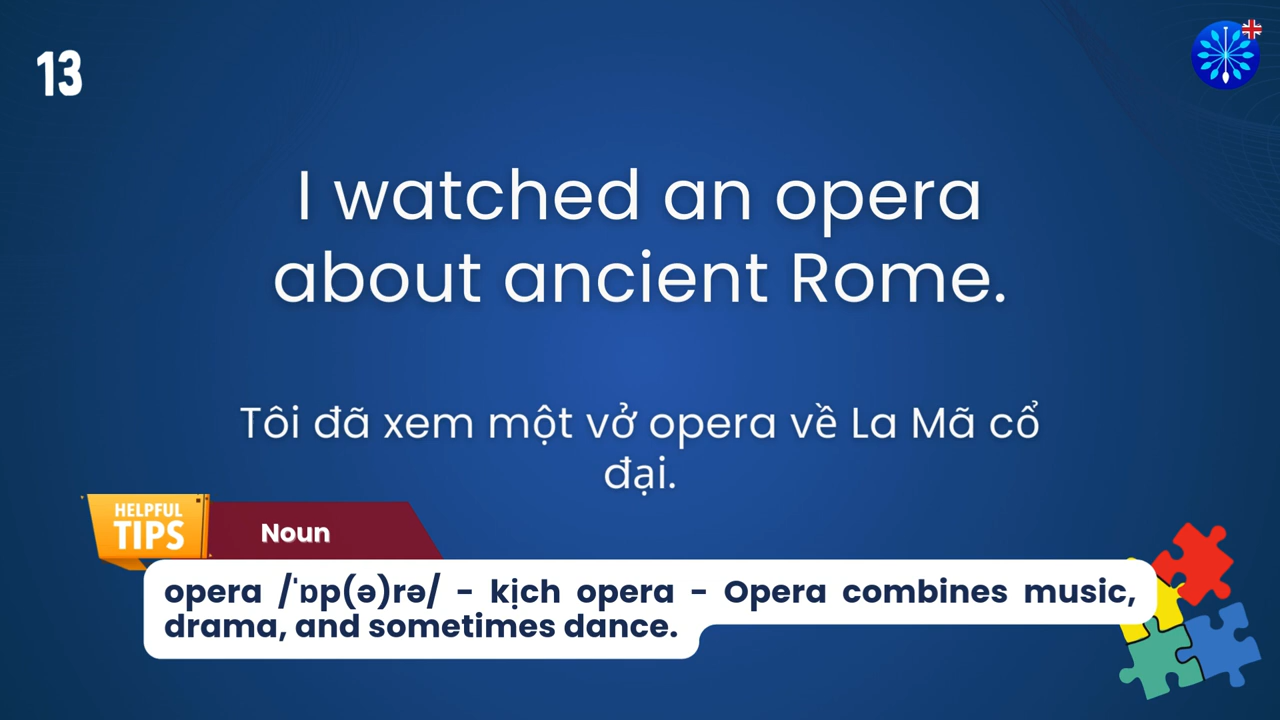 13
I watched an opera
about ancient Rome.
Tôi đã xem một vở opera về La Mã cổ
đại.
HELPFUL
TIPS
Noun
opera /ˈɒp(ə)rə/ - kịch opera - Opera combines music,
drama, and sometimes dance.